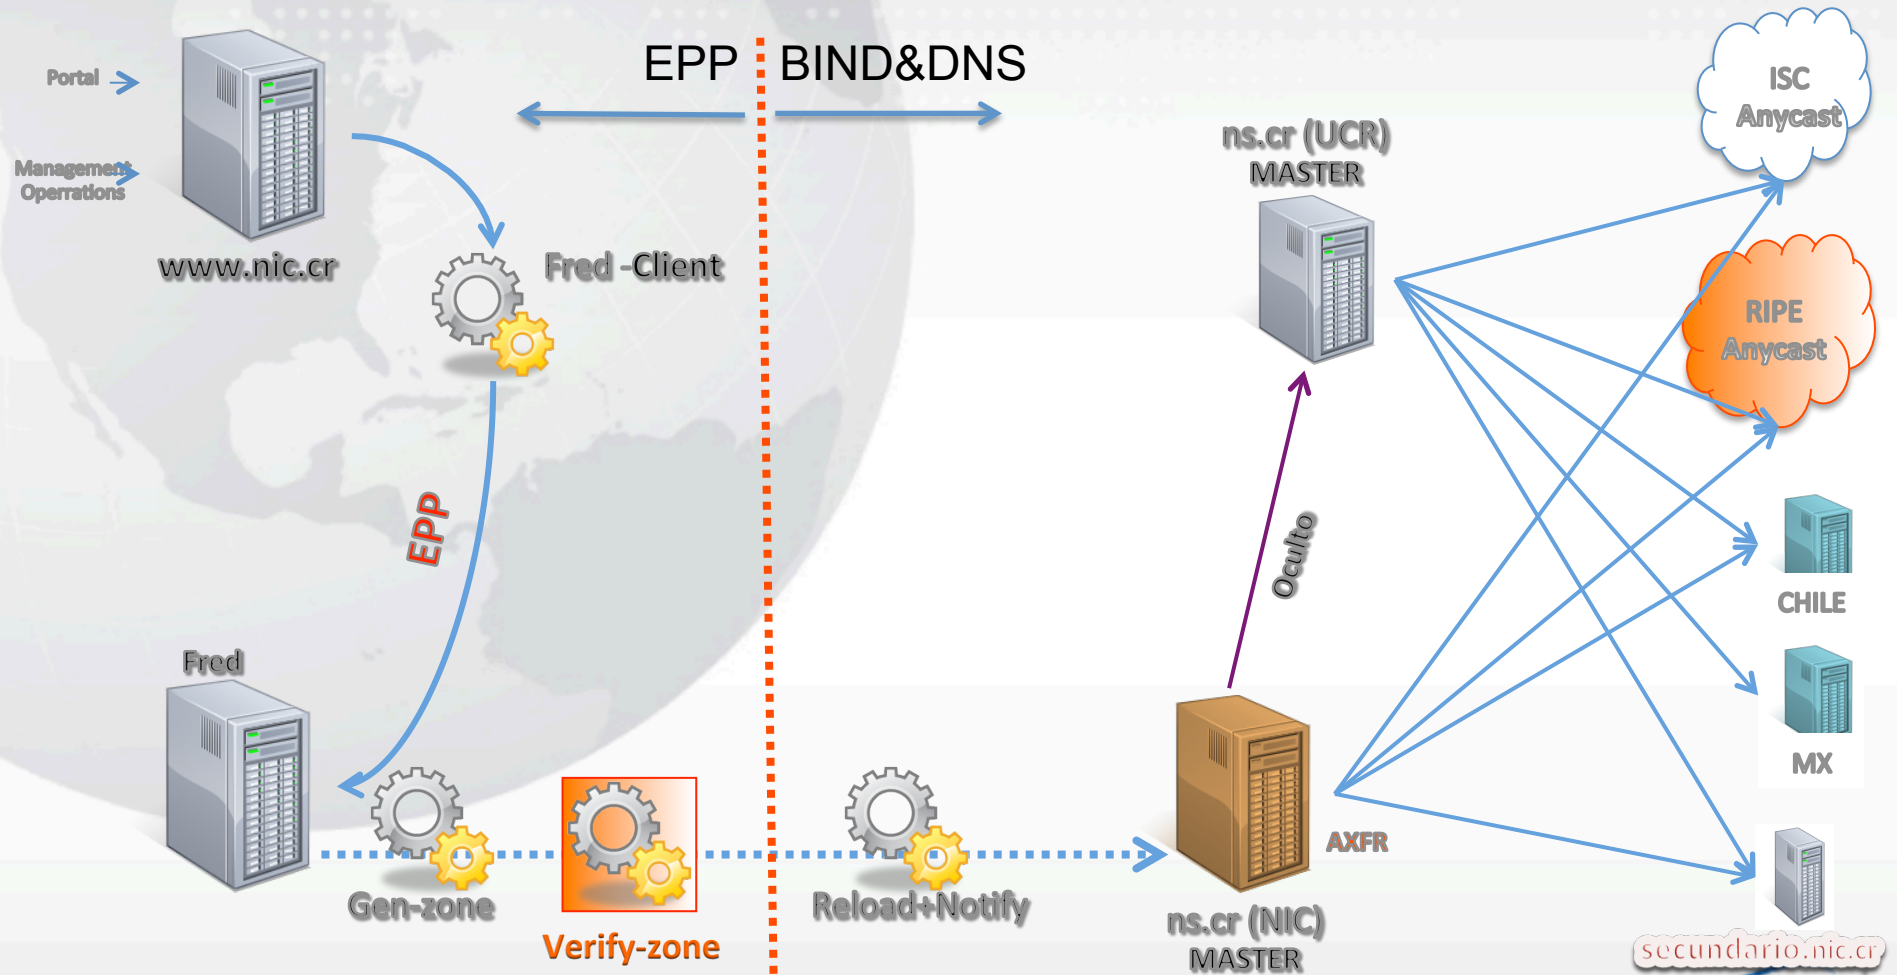 EPP
BIND&DNS
Portal
Management
Operrations
www.nic.cr
Fred -Client
EPP
Fred
Gen-zone
Verify-zone
Reload+Notify
ns.cr (UCR)
MASTER
Oculto
AXFR
ns.cr (NIC)
MASTER
ISC
Anycast
RIPE
Anycast
CHILE
MX
secundario.nic.cr